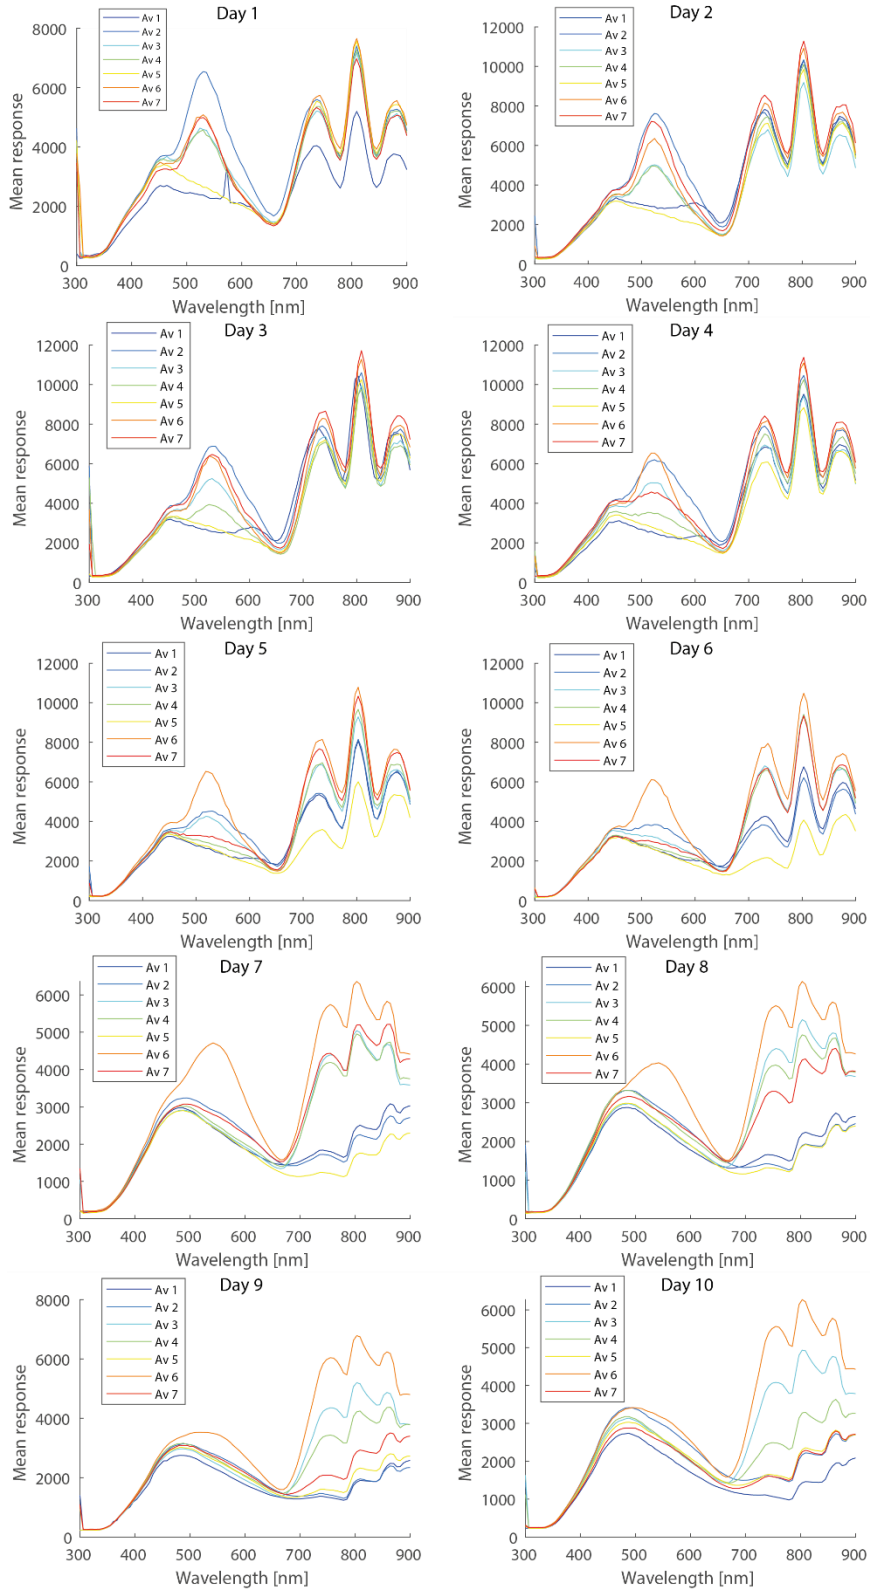 Day 1
Mean response
8000
6000
4000
2000
0
Av 1
Av 2
Av 3
Av 4
Av 5
Av 6
Av 7
300 400 500 600 700 800 900
Wavelength [nm]
Day 2
Mean response
12000
10000
8000
6000
4000
2000
0
Av 1
Av 2
Av 3
Av 4
Av 5
Av 6
Av 7
300 400 500 600 700 800 900
Wavelength [nm]
Day 3
Mean response
12000
10000
8000
6000
4000
2000
0
Av 1
Av 2
Av 3
Av 4
Av 5
Av 6
Av 7
300 400 500 600 700 800 900
Wavelength [nm]
Day 4
Mean response
12000
10000
8000
6000
4000
2000
0
Av 1
Av 2
Av 3
Av 4
Av 5
Av 6
Av 7
300 400 500 600 700 800 900
Wavelength [nm]
Day 5
Mean response
12000
10000
8000
6000
4000
2000
0
Av 1
Av 2
Av 3
Av 4
Av 5
Av 6
Av 7
300 400 500 600 700 800 900
Wavelength [nm]
Day 6
Mean response
12000
10000
8000
6000
4000
2000
0
Av 1
Av 2
Av 3
Av 4
Av 5
Av 6
Av 7
300 400 500 600 700 800 900
Wavelength [nm]
Day 7
Mean response
6000
5000
4000
3000
2000
1000
0
Av 1
Av 2
Av 3
Av 4
Av 5
Av 6
Av 7
300 400 500 600 700 800 900
Wavelength [nm]
Day 8
Mean response
6000
5000
4000
3000
2000
1000
0
Av 1
Av 2
Av 3
Av 4
Av 5
Av 6
Av 7
300 400 500 600 700 800 900
Wavelength [nm]
Day 9
Mean response
8000
6000
4000
2000
0
Av 1
Av 2
Av 3
Av 4
Av 5
Av 6
Av 7
300 400 500 600 700 800 900
Wavelength [nm]
Day 10
Mean response
6000
5000
4000
3000
2000
1000
0
Av 1
Av 2
Av 3
Av 4
Av 5
Av 6
Av 7
300 400 500 600 700 800 900
Wavelength [nm]